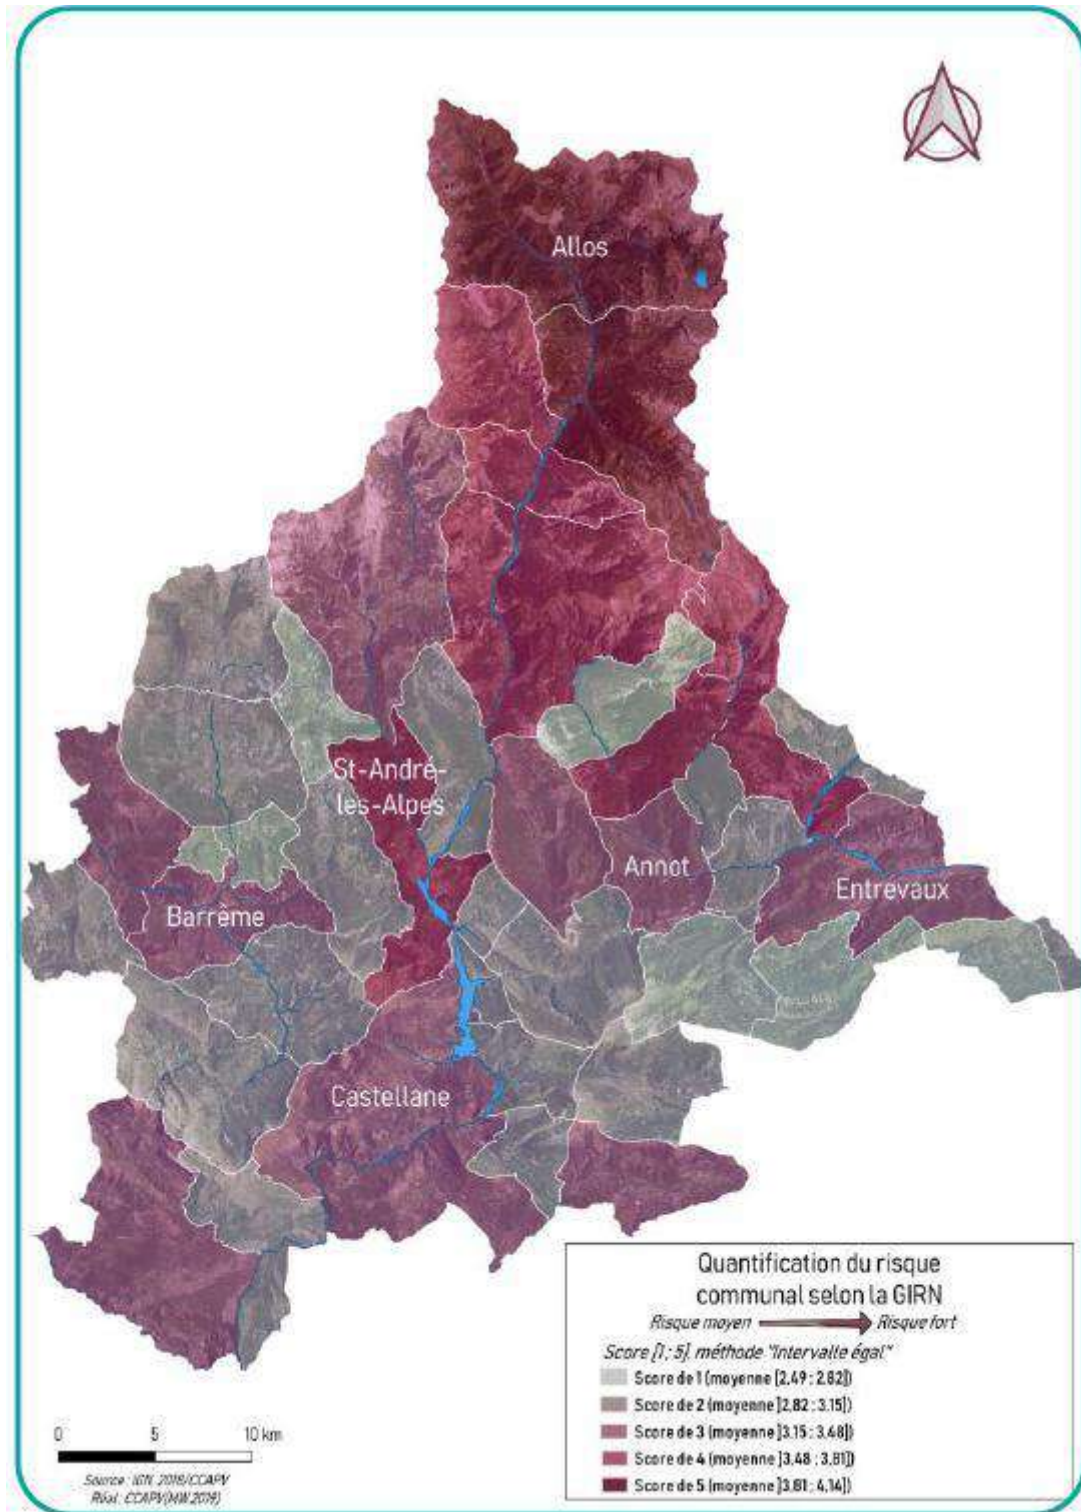 Allos
St-André-
les-Alpes
Annot
Entrevaux
Barrême
Castellane
Quantification du risque
communal selon la GIRN
Risque moyen Risque fort
Score [1 ; 5], méthode "Intervalle égal"
Score de 1 (moyenne [2.49 ; 2.82])
Score de 2 (moyenne ]2.82 ; 3.15])
Score de 3 (moyenne ]3.15 ; 3.48])
Score de 4 (moyenne ]3.48 ; 3.81])
Score de 5 (moyenne ]3.81 ; 4.14])
0 5 10 km
Source : IGN 2018/CCAPV
Réal : CCAPV(MW,2019)